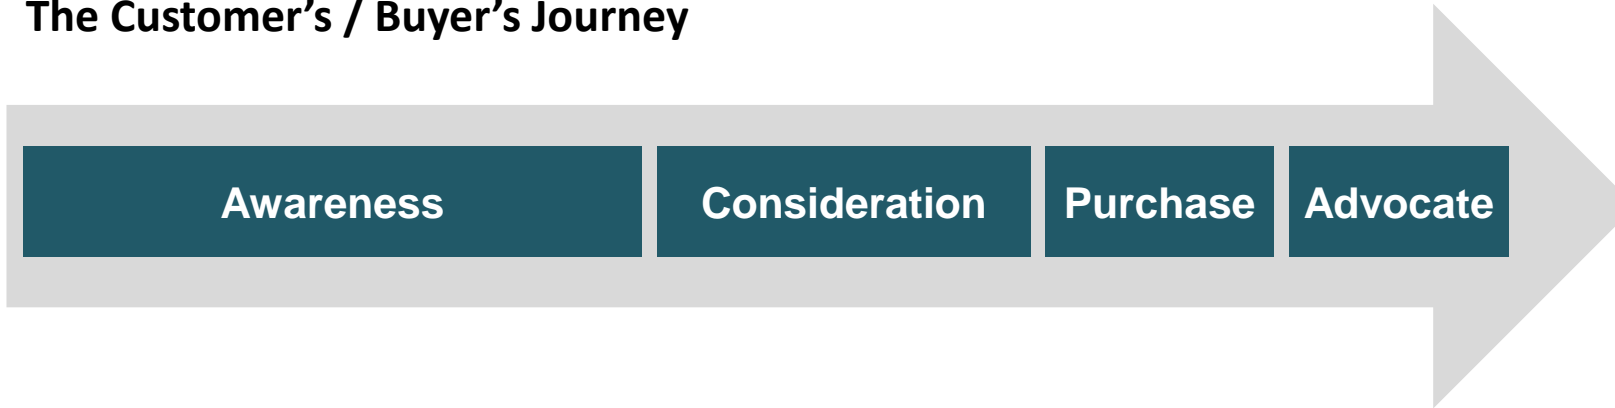 The Customer’s / Buyer’s Journey
Awareness Consideration Purchase Advocate